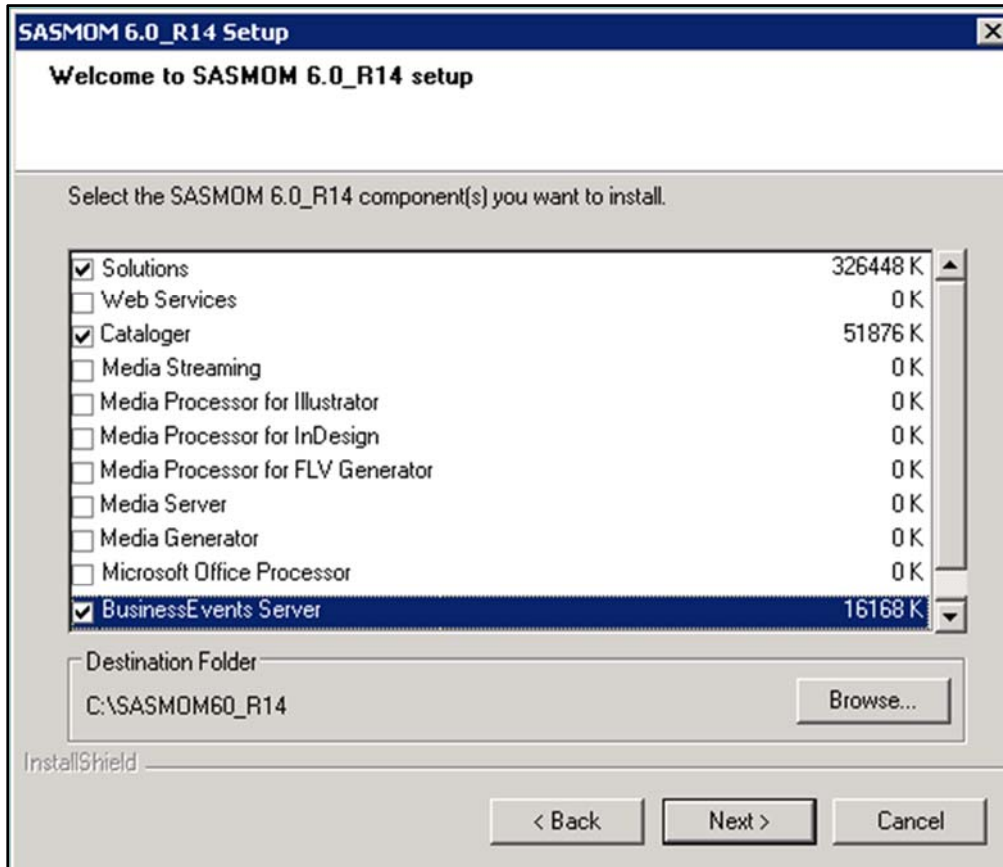 SASMOM 6.0_R14 Setup
Welcome to SASMOM 6.0_R14 setup
Select the SASMOM 6.0_R14 component(s) you want to install.
Solutions 326448 K
Web Services 0 K
Cataloger 51876 K
Media Streaming 0 K
Media Processor for Illustrator 0 K
Media Processor for InDesign 0 K
Media Processor for FLV Generator 0 K
Media Server 0 K
Media Generator 0 K
Microsoft Office Processor 0 K
BusinessEvents Server 16168 K
Destination Folder
C:\SASMOM60_R14
Browse...
InstallShield
< Back Next > Cancel